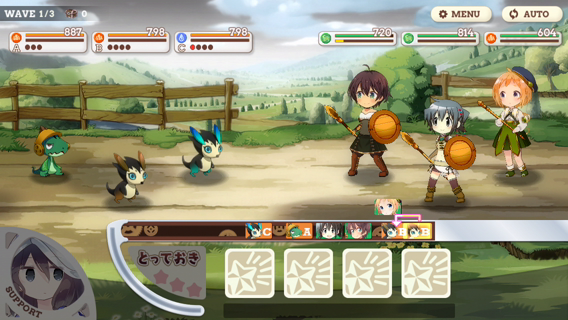 WAVE 1/3 0
MENU
AUTO
A 887
B 798
C 798
720
814
604
C A B B
とっておき
SUPPORT